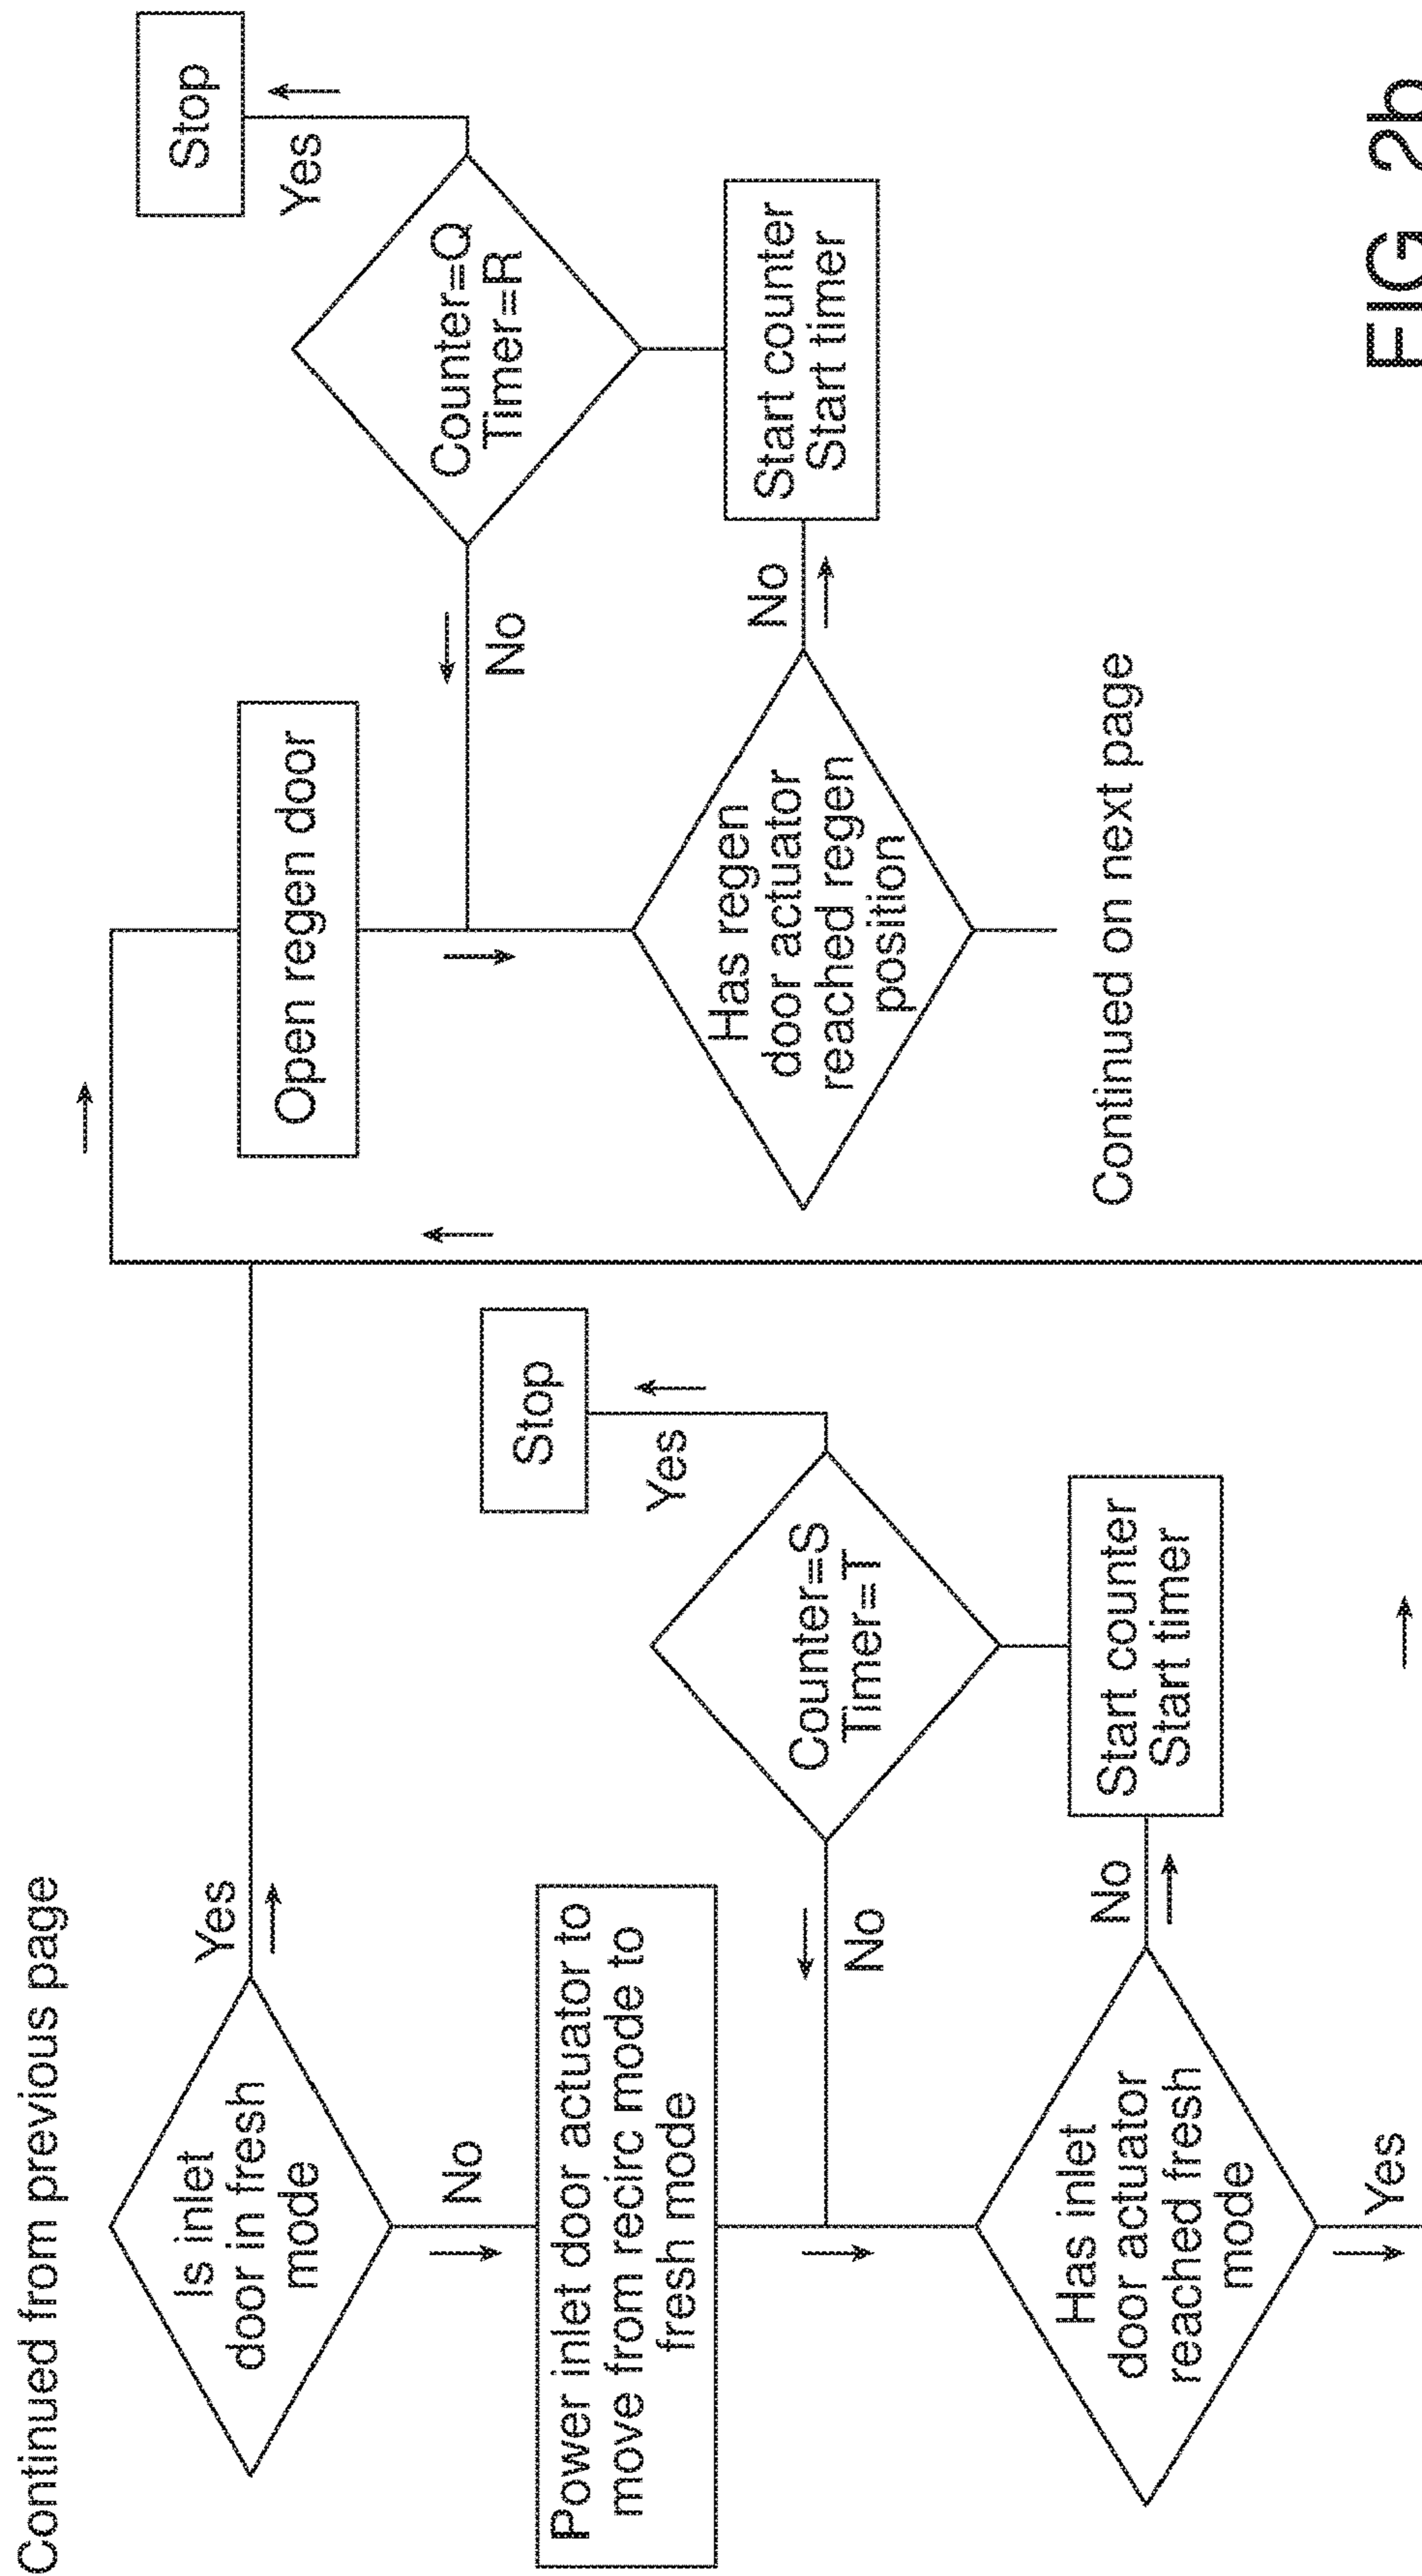 Continued from previous page
Is inlet
door in fresh
mode
Yes
No
Power inlet door actuator to
move from recirc mode to
fresh mode
Has inlet
door actuator
reached fresh
mode
Yes
No
Start counter
Start timer
Counter=S
Timer=T
No
Yes
Stop
Open regen door
Has regen
door actuator
reached regen
position
No
Start counter
Start timer
Counter=Q
Timer=R
No
Yes
Stop
Continued on next page
FIG 2b